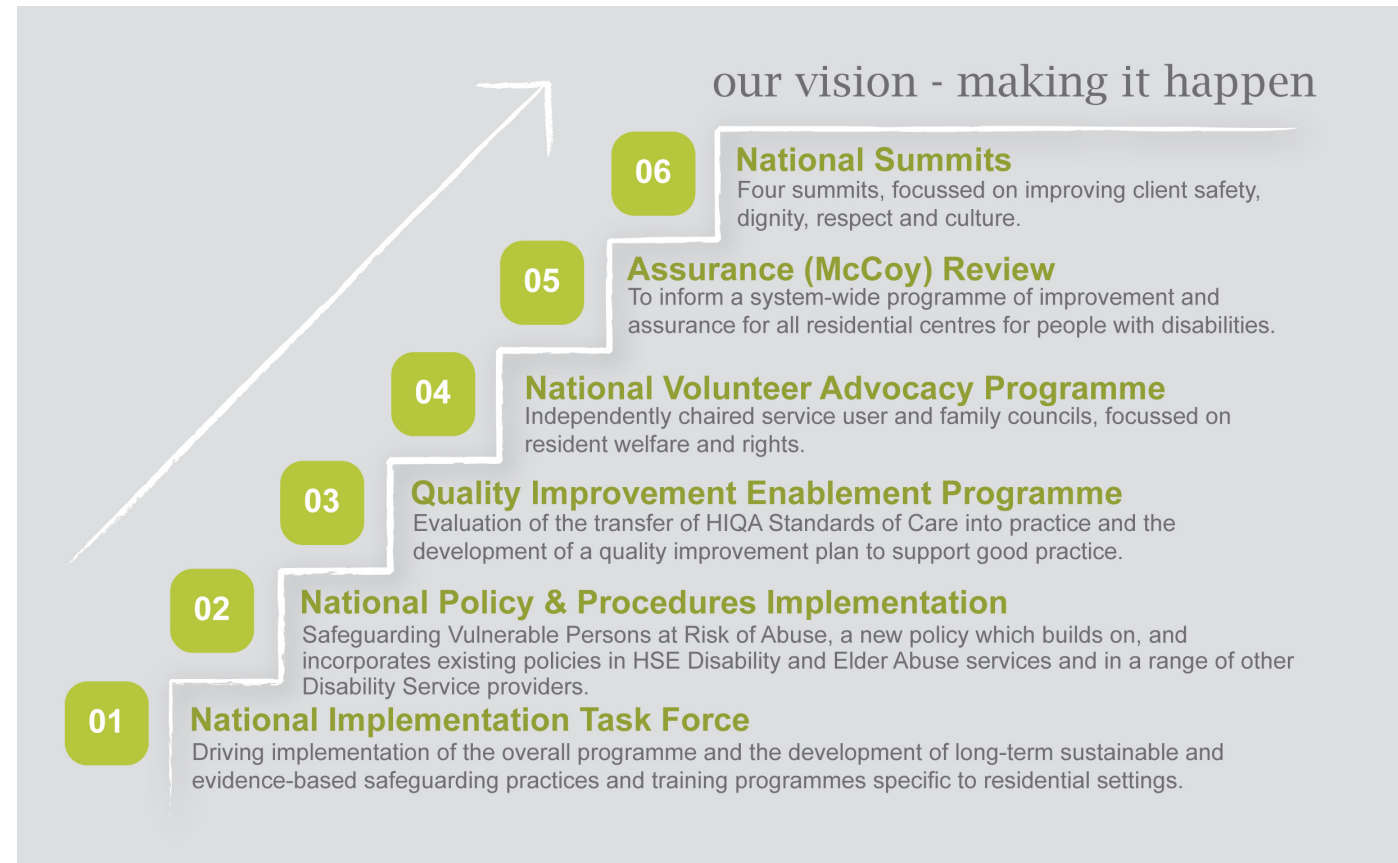 our vision - making it happen
06
National Summits
Four summits, focussed on improving client safety,
dignity, respect and culture.
05
Assurance (McCoy) Review
To inform a system-wide programme of improvement and
assurance for all residential centres for people with disabilities.
04
National Volunteer Advocacy Programme
Independently chaired service user and family councils, focussed on
resident welfare and rights.
03
Quality Improvement Enablement Programme
Evaluation of the transfer of HIQA Standards of Care into practice and the
development of a quality improvement plan to support good practice.
02
National Policy & Procedures Implementation
Safeguarding Vulnerable Persons at Risk of Abuse, a new policy which builds on, and
incorporates existing policies in HSE Disability and Elder Abuse services and in a range of other
Disability Service providers.
01
National Implementation Task Force
Driving implementation of the overall programme and the development of long-term sustainable and
evidence-based safeguarding practices and training programmes specific to residential settings.